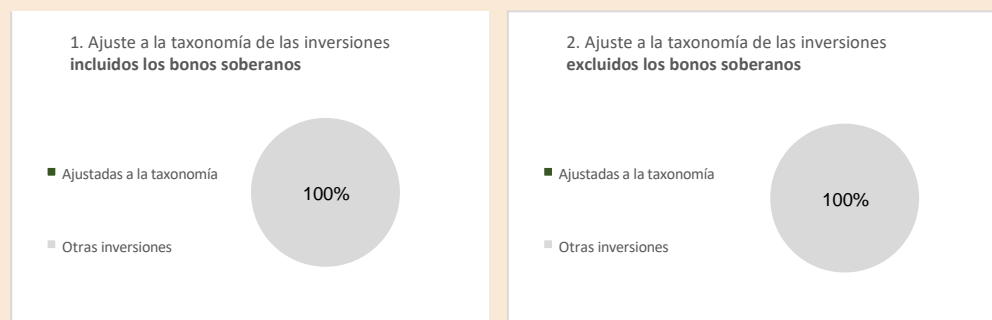 1. Ajuste a la taxonomía de las inversiones
incluidos los bonos soberanos
Ajustadas a la taxonomía
100%
Otras inversiones
2. Ajuste a la taxonomía de las inversiones
excluidos los bonos soberanos
Ajustadas a la taxonomía
100%
Otras inversiones